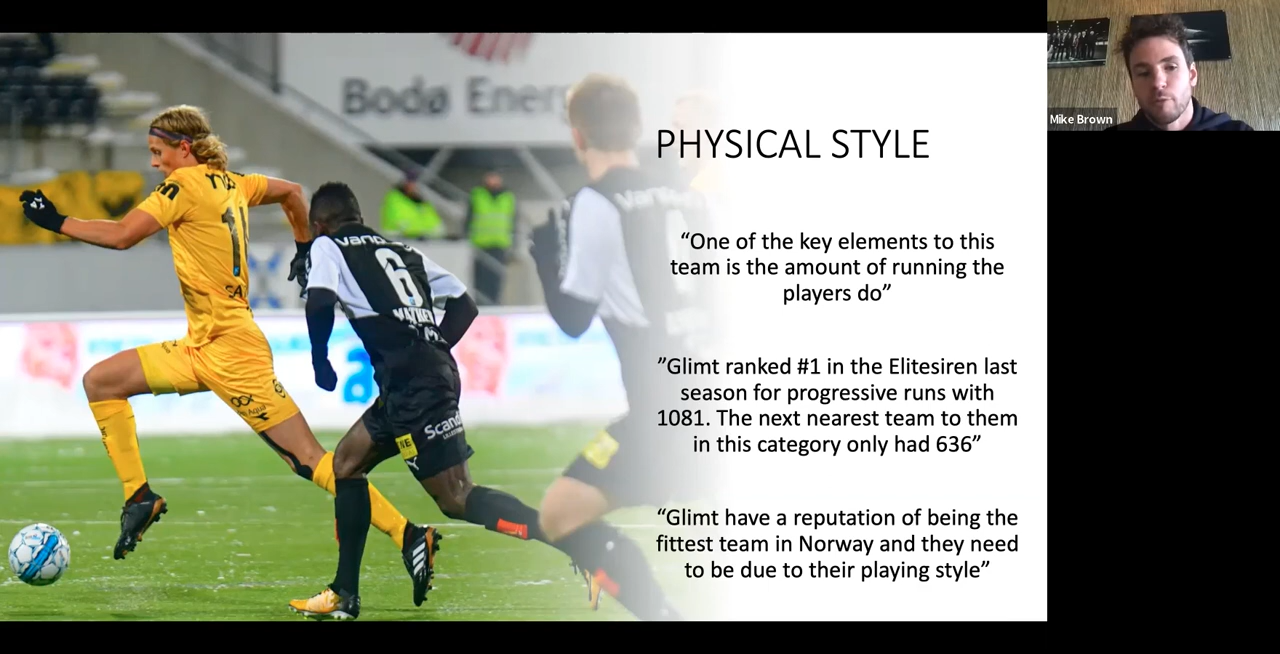 Bodø Energ
Mike Brown
PHYSICAL STYLE
“One of the key elements to this
team is the amount of running the
players do”
”Glimt ranked #1 in the Elitesiren last
season for progressive runs with
1081. The next nearest team to them
in this category only had 636”
“Glimt have a reputation of being the
fittest team in Norway and they need
to be due to their playing style”
6
Scand